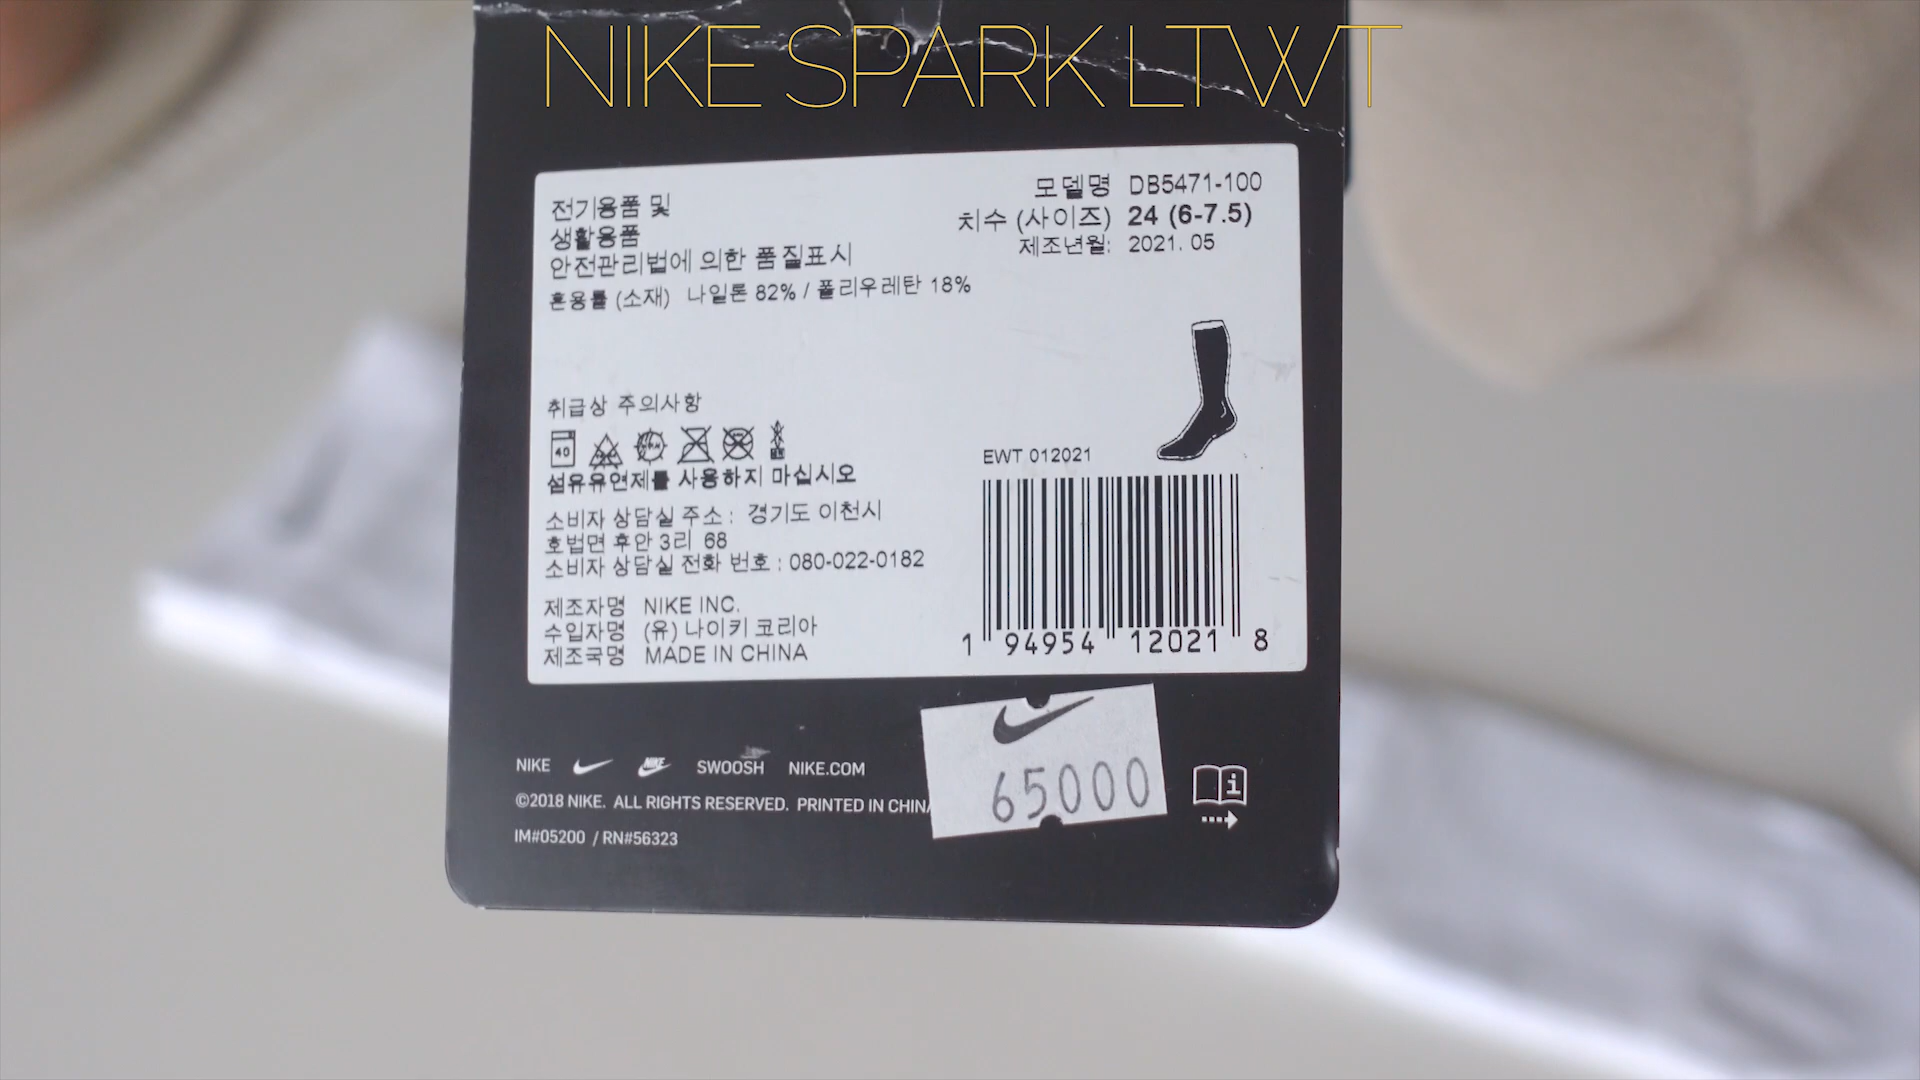 NIKE SPARK LTWT
전기용품 및
생활용품
안전관리법에 의한 품질표시
혼용률 (소재) 나일론 82% / 폴리우레탄 18%
모델명 DB5471-100
치수 (사이즈) 24 (6-7.5)
제조년월: 2021. 05
취급상 주의사항
40
섬유유연제를 사용하지 마십시오
소비자 상담실 주소 : 경기도 이천시
호법면 후안 3리 68
소비자 상담실 전화 번호 : 080-022-0182
제조자명 NIKE INC.
수입자명 (유) 나이키 코리아
제조국명 MADE IN CHINA
EWT 012021
1 94954 12021 8
NIKE NIKE SWOOSH NIKE.COM
©2018 NIKE. ALL RIGHTS RESERVED. PRINTED IN CHINA
IM#05200 / RN#56323
65000
i